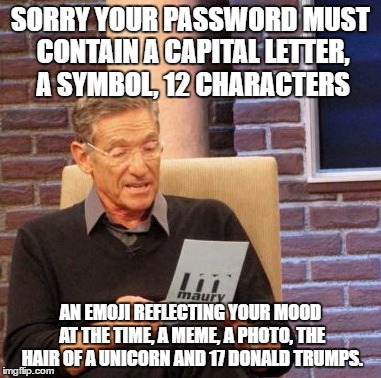 SORRY YOUR PASSWORD MUST
CONTAIN A CAPITAL LETTER,
A SYMBOL, 12 CHARACTERS
maury
AN EMOJI REFLECTING YOUR MOOD
AT THE TIME, A MEME, A PHOTO, THE
HAIR OF A UNICORN AND 17 DONALD TRUMPS.
imgflip.com